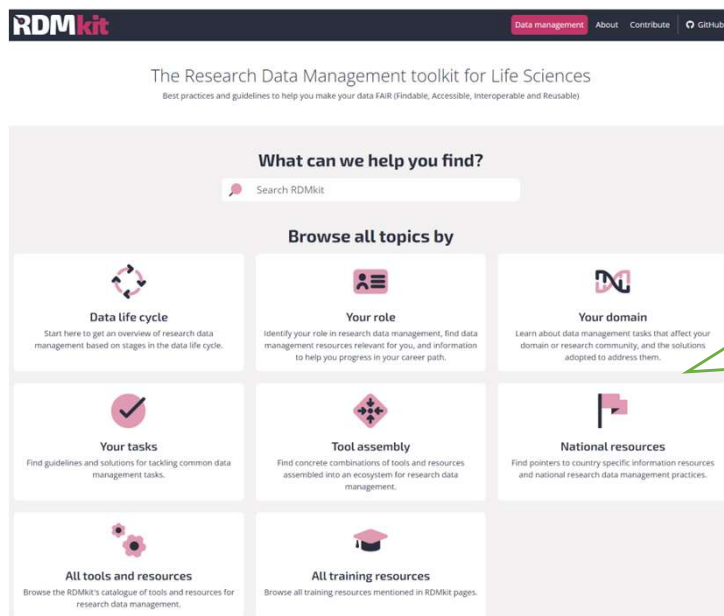 RDMkit
Data management About Contribute GitHub
The Research Data Management toolkit for Life Sciences
Best practices and guidelines to help you make your data FAIR (Findable, Accessible, Interoperable and Reusable)
What can we help you find?
Search RDMkit
Browse all topics by
Data life cycle
Start here to get an overview of research data
management based on stages in the data life cycle.
Your role
Identify your role in research data management, find data
management resources relevant for you, and information
to help you progress in your career path.
Your domain
Learn about data management tasks that affect your
domain or research community, and the solutions
adopted to address them.
Your tasks
Find guidelines and solutions for tackling common data
management tasks.
Tool assembly
Find concrete combinations of tools and resources
assembled into an ecosystem for research data
management.
National resources
Find pointers to country specific information resources
and national research data management practices.
All tools and resources
Browse the RDMkit's catalogue of tools and resources for
research data management.
All training resources
Browse all training resources mentioned in RDMkit pages.